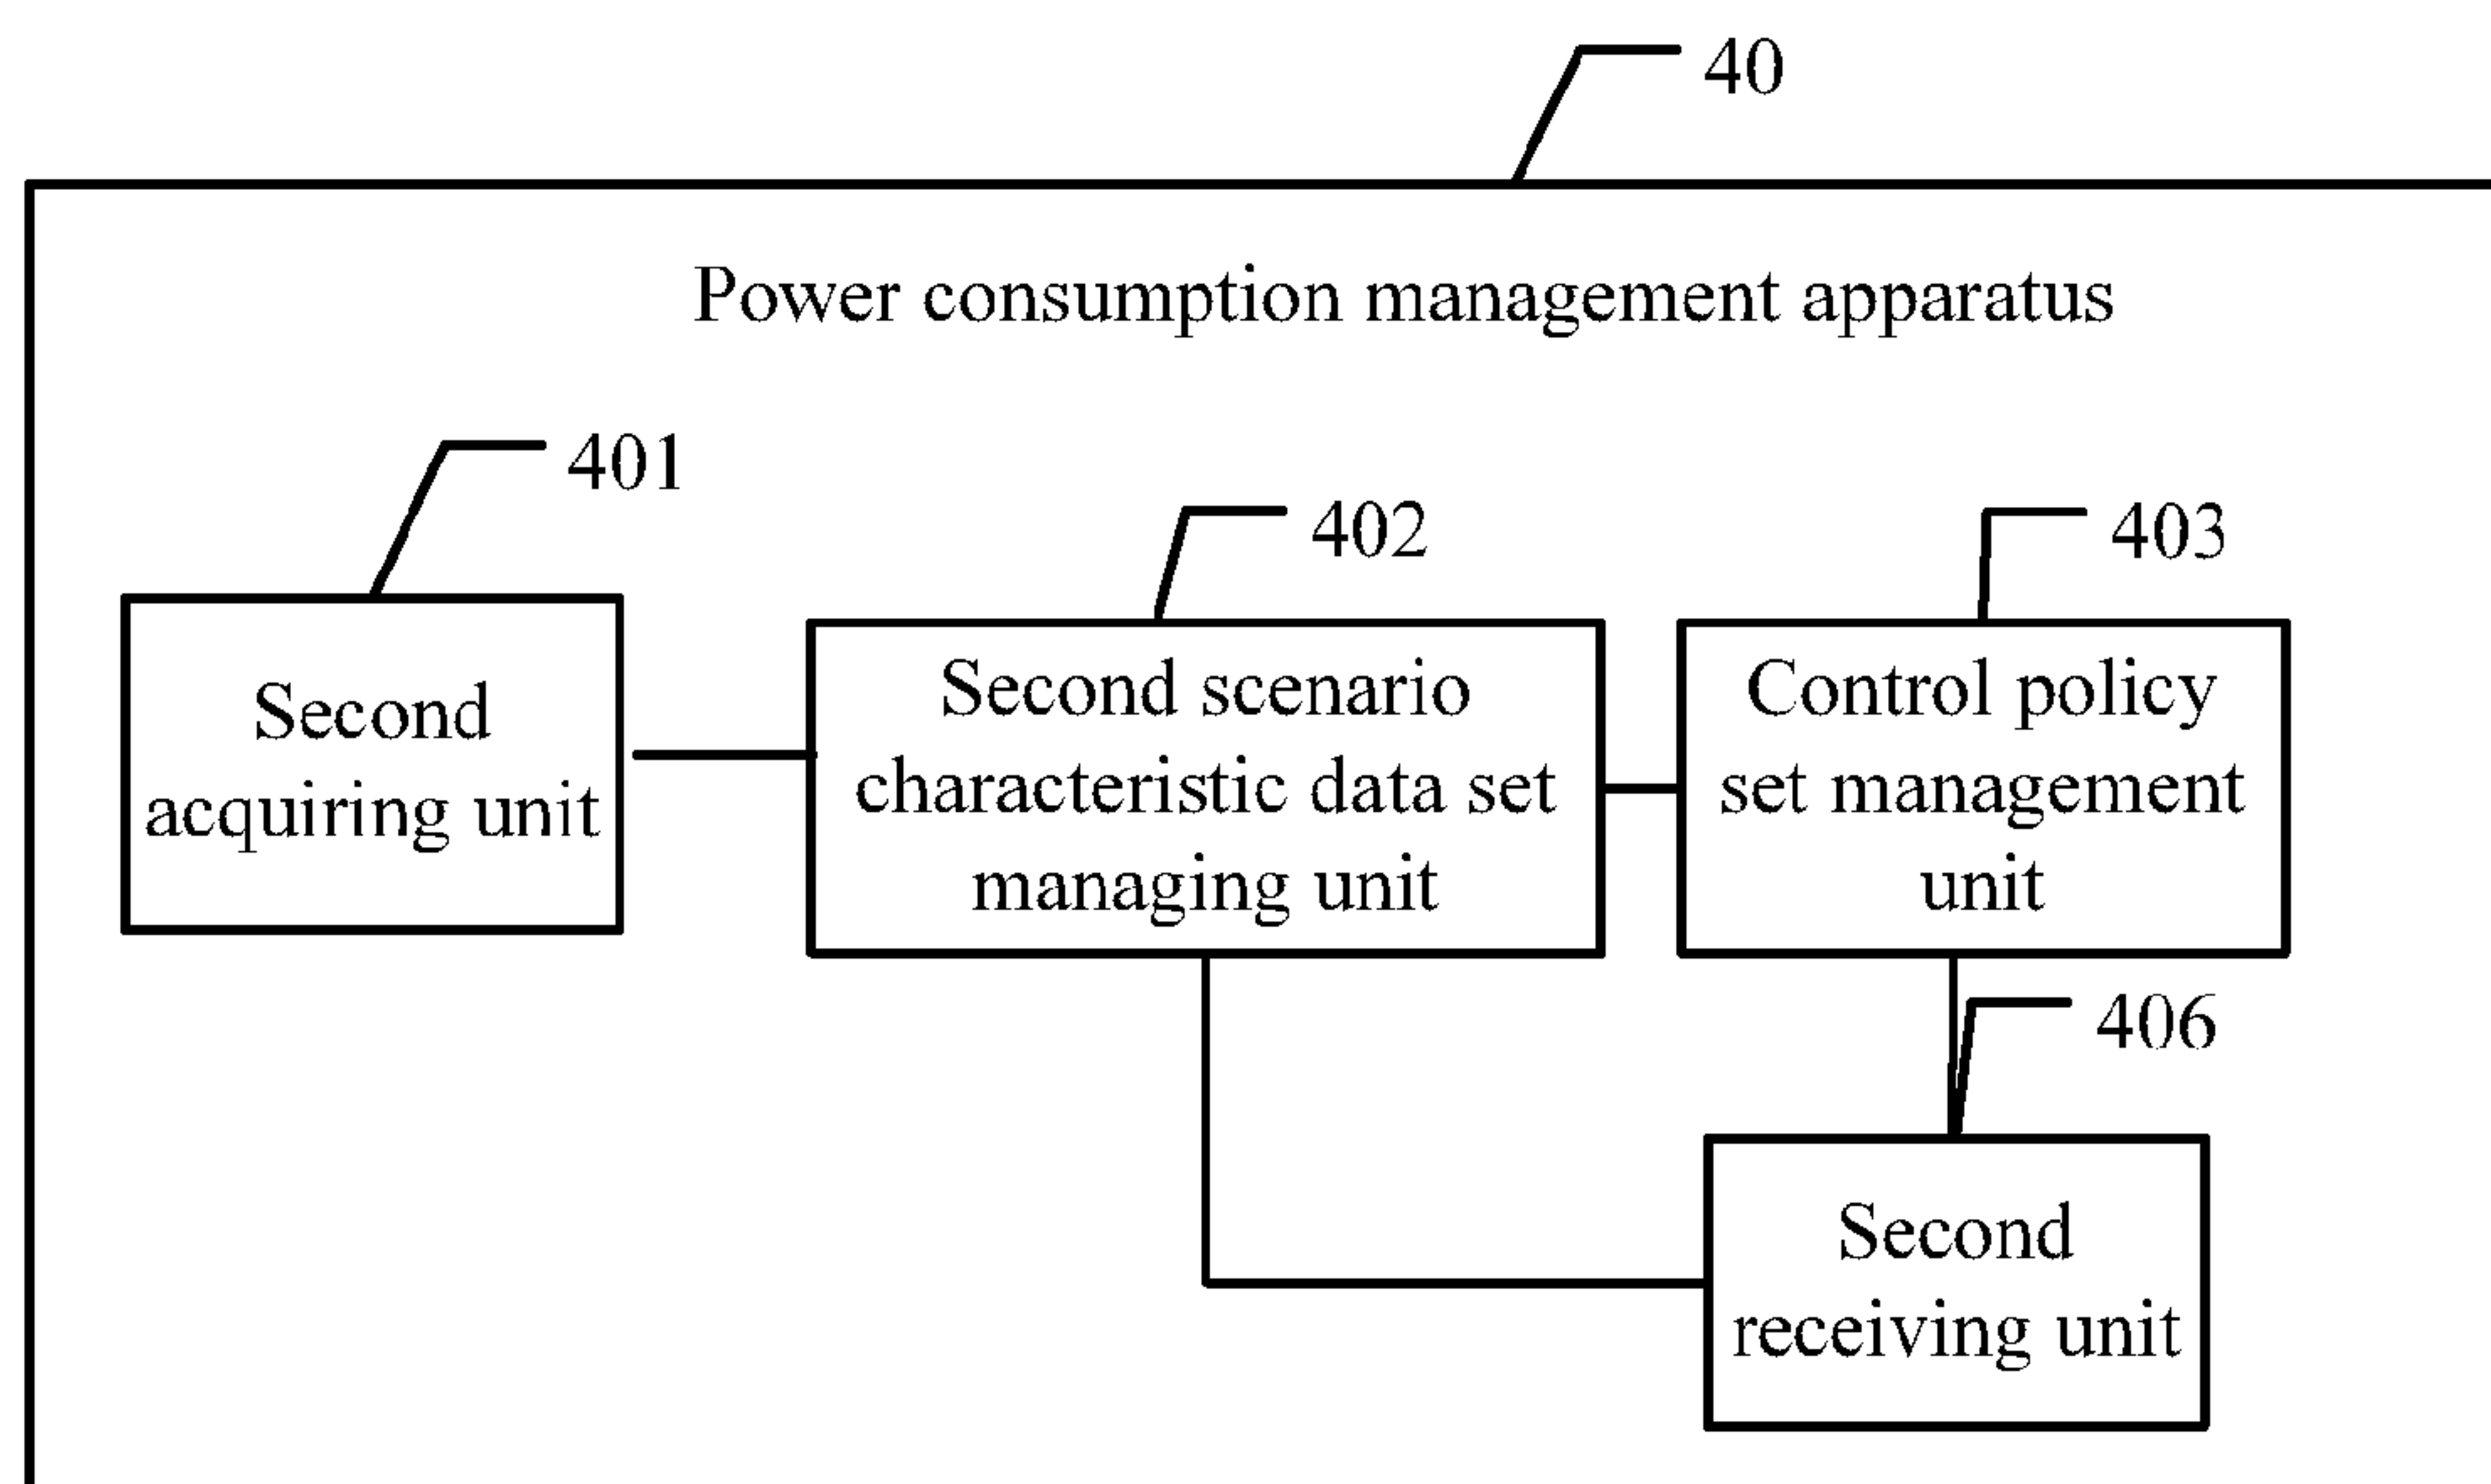 40
Power consumption management apparatus
401
402
403
Second
acquiring unit
Second scenario
characteristic data set
managing unit
Control policy
set management
unit
406
Second
receiving unit